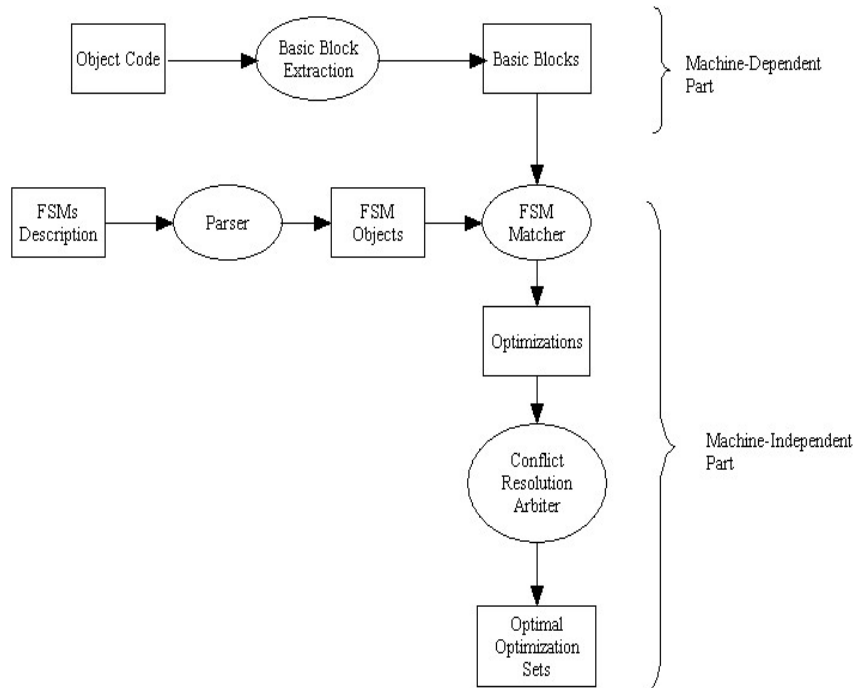 Object Code
Basic Block
Extraction
Basic Blocks
Machine-Dependent
Part
FSMs
Description
Parser
FSM
Objects
FSM
Matcher
Optimizations
Conflict
Resolution
Arbiter
Machine-Independent
Part
Optimal
Optimization
Sets